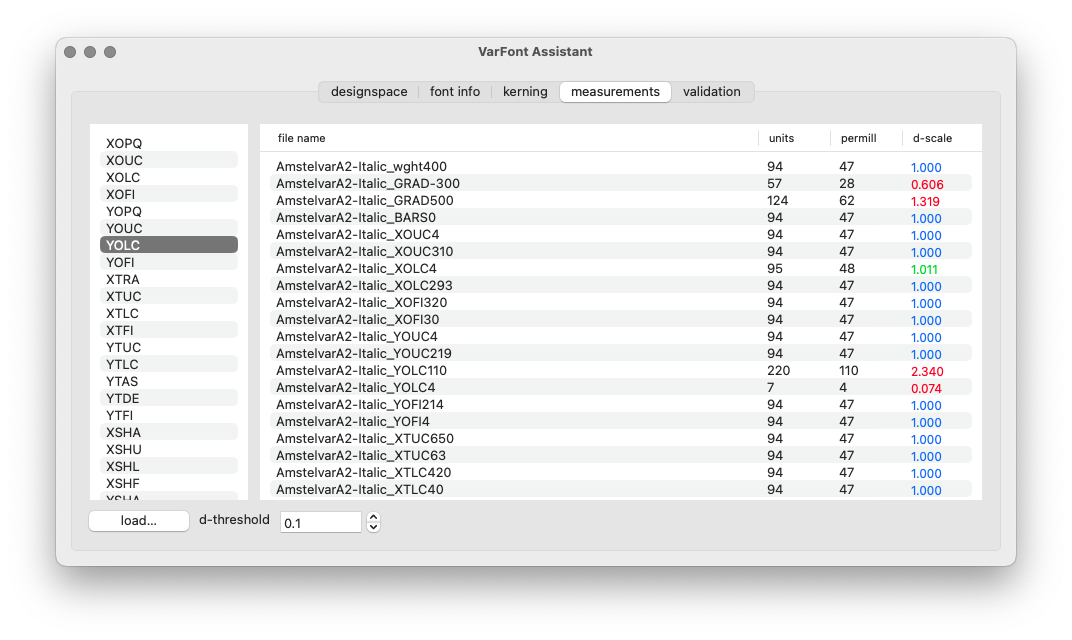 VarFont Assistant
designspace font info kerning measurements validation
XOPQ
XOUC
XOLC
XOFI
YOPQ
YOUC
YOLC
YOFI
XTRA
XTUC
XTLC
XTFI
YTUC
YTLC
YTAS
YTDE
YTFI
XSHA
XSHU
XSHL
XSHF
file name units permill d-scale
AmstelvarA2-Italic_wght400 94 47 1.000
AmstelvarA2-Italic_GRAD-300 57 28 0.606
AmstelvarA2-Italic_GRAD500 124 62 1.319
AmstelvarA2-Italic_BARS0 94 47 1.000
AmstelvarA2-Italic_XOUC4 94 47 1.000
AmstelvarA2-Italic_XOUC310 94 47 1.000
AmstelvarA2-Italic_XOLC4 95 48 1.011
AmstelvarA2-Italic_XOLC293 94 47 1.000
AmstelvarA2-Italic_XOFI320 94 47 1.000
AmstelvarA2-Italic_XOFI30 94 47 1.000
AmstelvarA2-Italic_YOUC4 94 47 1.000
AmstelvarA2-Italic_YOUC219 94 47 1.000
AmstelvarA2-Italic_YOLC110 220 110 2.340
AmstelvarA2-Italic_YOLC4 7 4 0.074
AmstelvarA2-Italic_YOFI214 94 47 1.000
AmstelvarA2-Italic_YOFI4 94 47 1.000
AmstelvarA2-Italic_XTUC650 94 47 1.000
AmstelvarA2-Italic_XTUC63 94 47 1.000
AmstelvarA2-Italic_XTLC420 94 47 1.000
AmstelvarA2-Italic_XTLC40 94 47 1.000
load... d-threshold 0.1